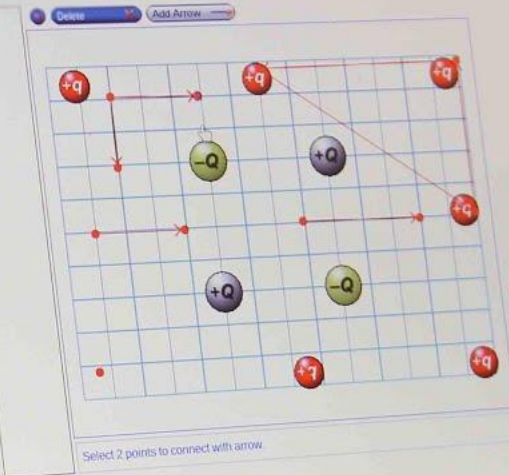 Delete
Add Arrow
+q
+q
+q
-Q
+Q
+q
+Q
-Q
+q
+q
Select 2 points to connect with arrow.